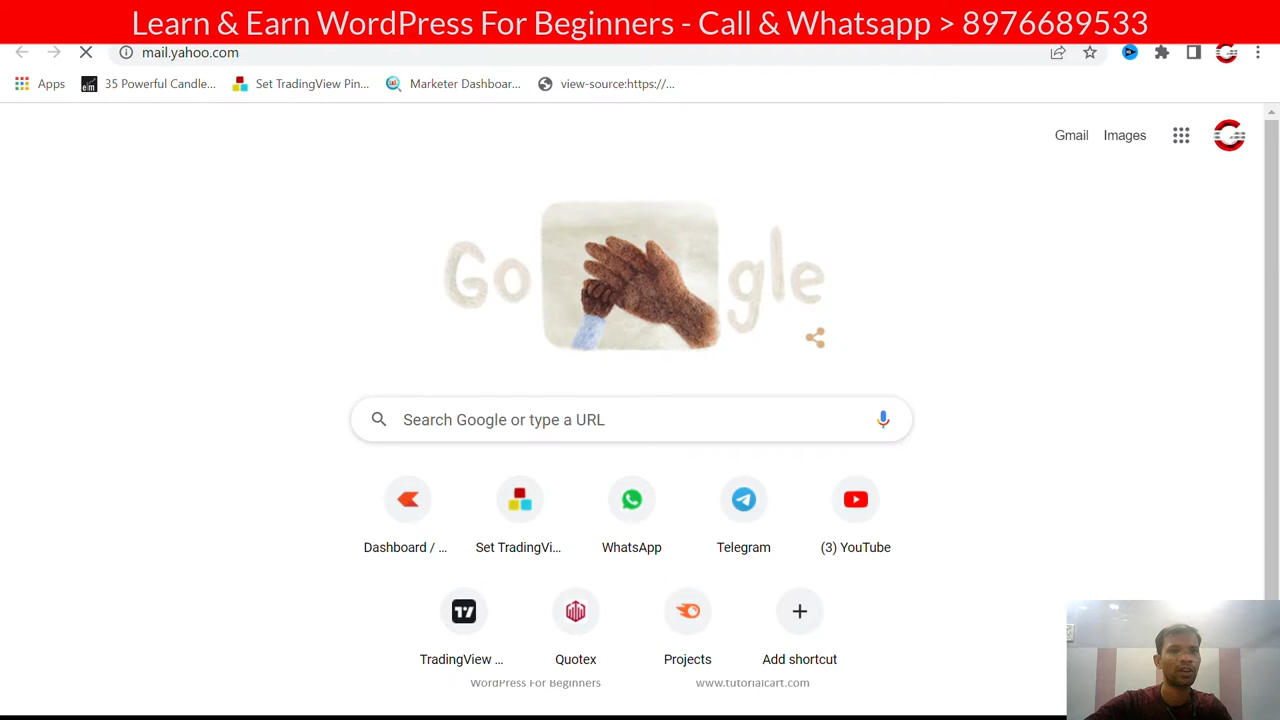 Learn & Earn WordPress For Beginners - Call & Whatsapp > 8976689533
mail.yahoo.com
Apps 35 Powerful Candle... Set TradingView Pin... Marketer Dashboar... view-source:https://...
Gmail Images
Google
Search Google or type a URL
Dashboard / ... Set TradingVi... WhatsApp Telegram (3) YouTube
TradingView ... Quotex Projects Add shortcut
WordPress For Beginners www.tutorialcart.com